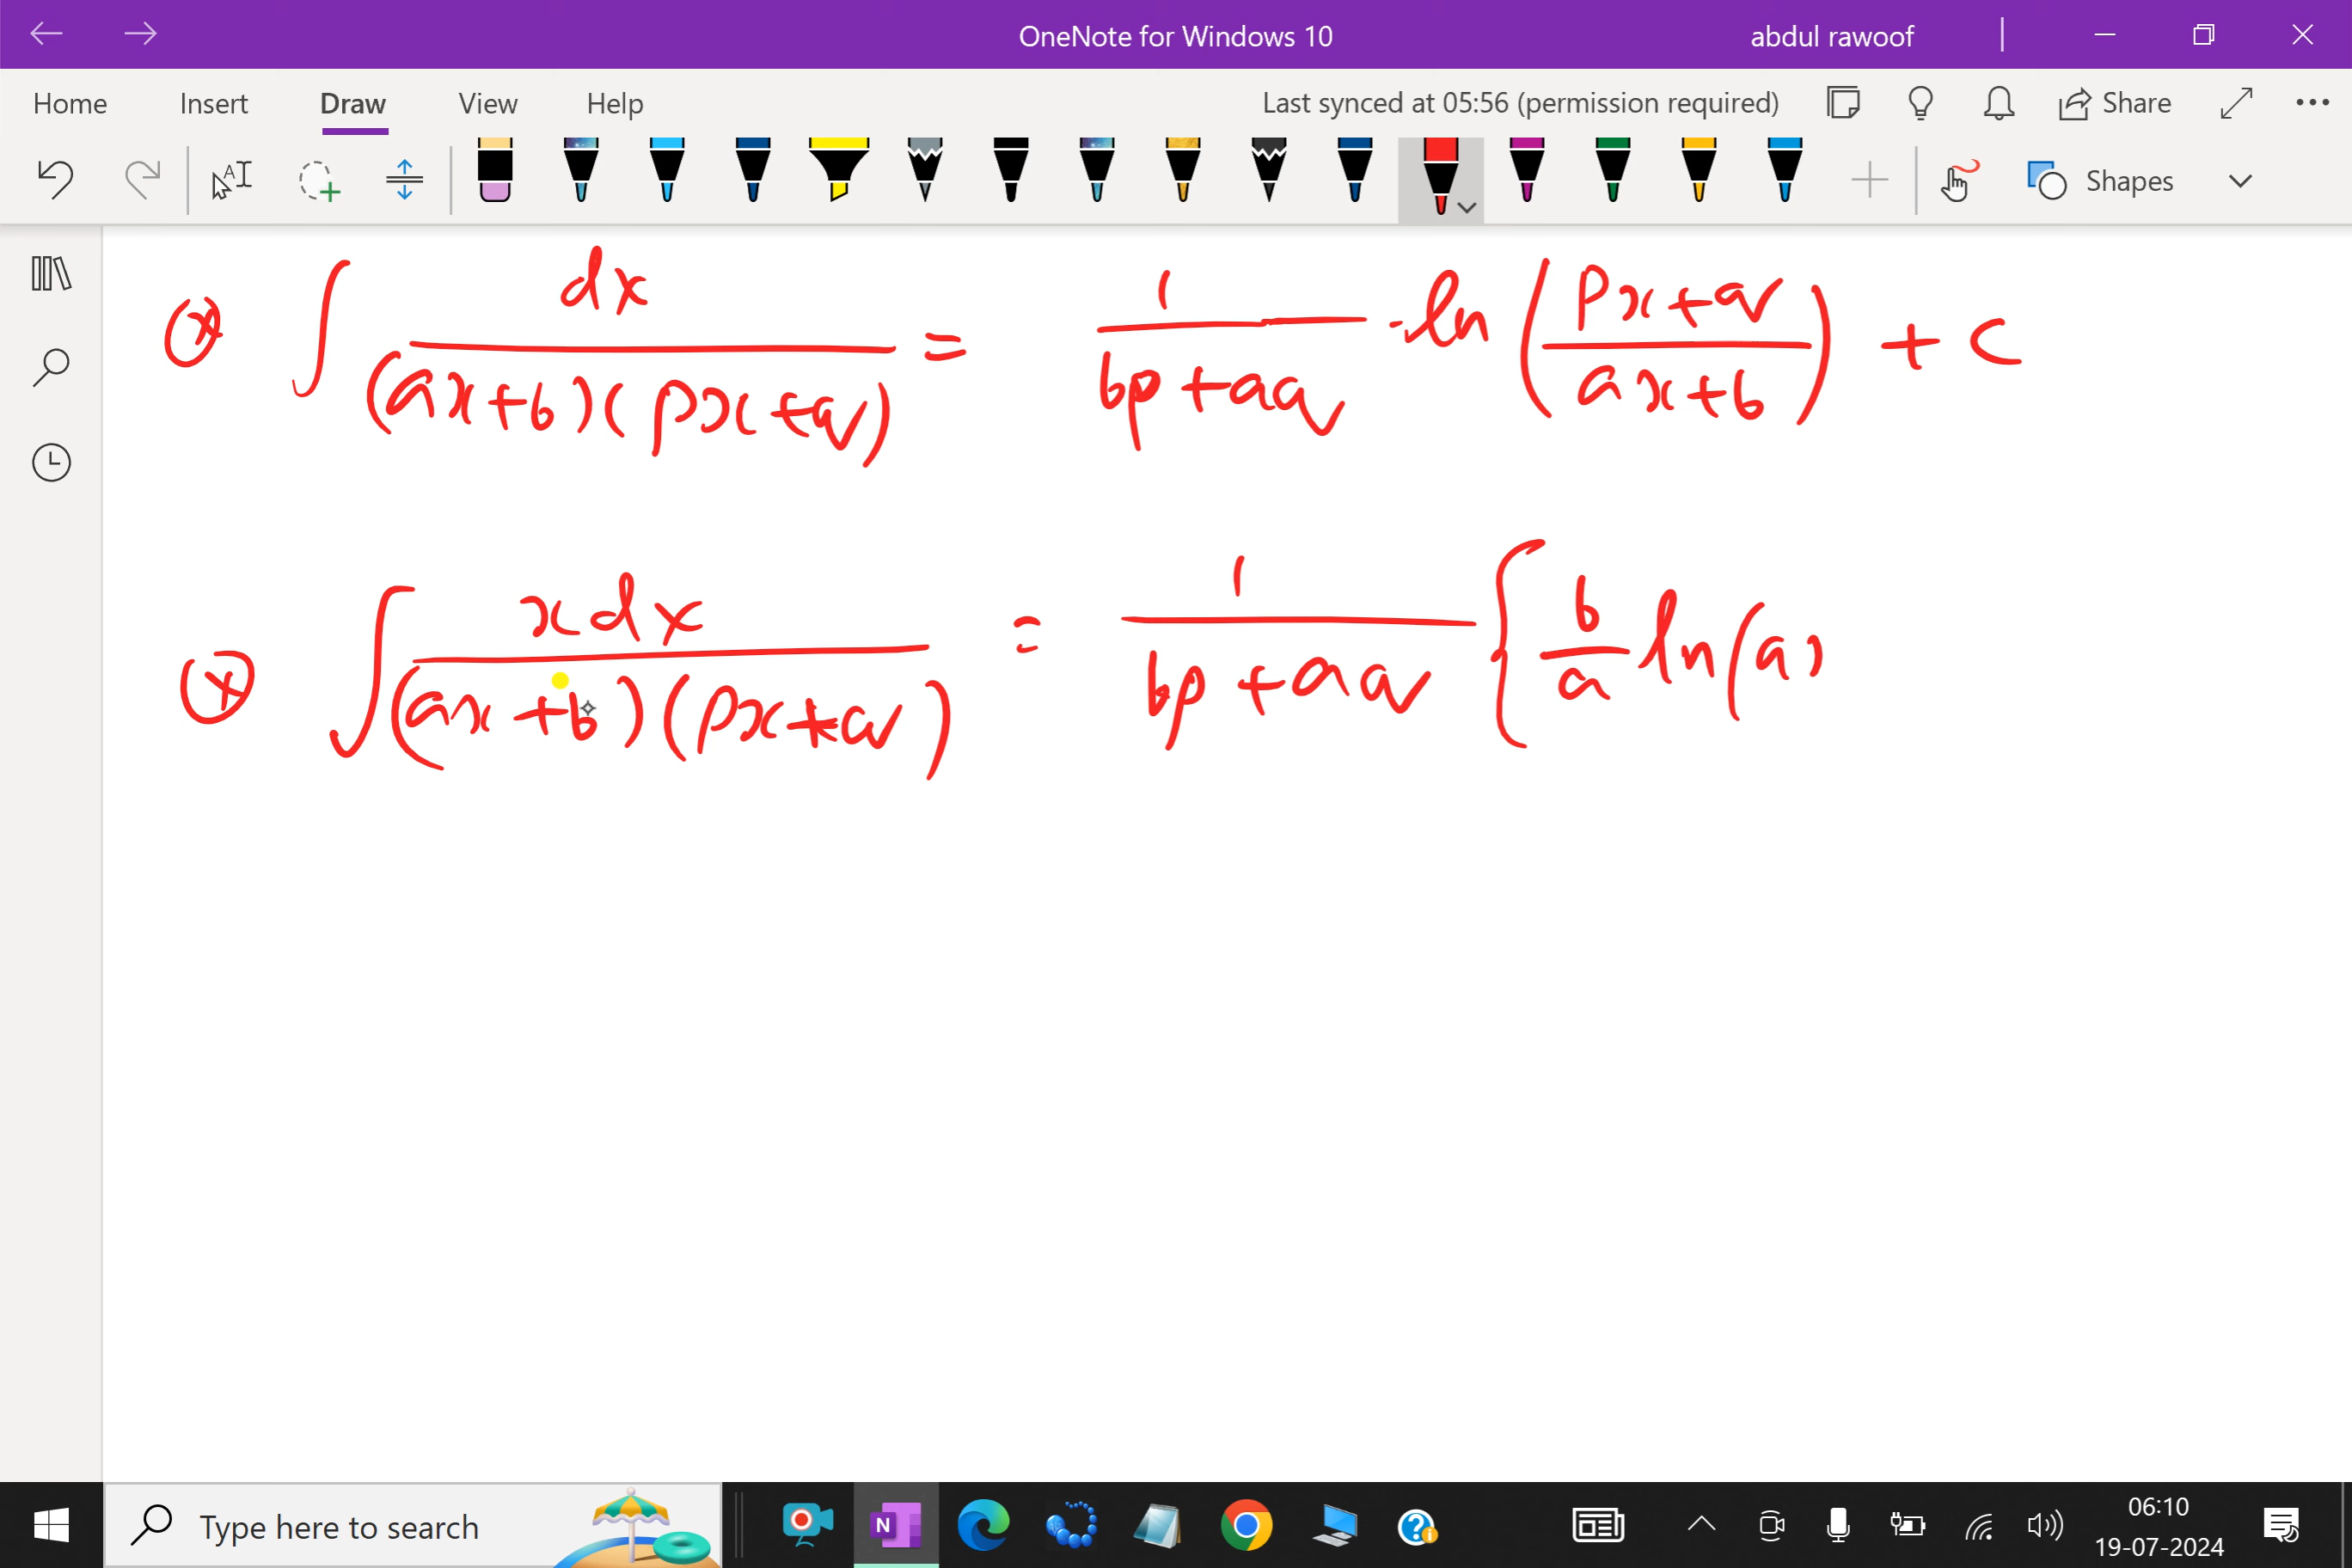 OneNote for Windows 10
abdul rawoof
Home Insert Draw View Help
Last synced at 05:56 (permission required)
Share
Shapes
∫ dx / (ax+b)(px+q) = 1 / bp+aq · ln (px+q / ax+b) + c
∫ x dx / (ax+b)(px+q) = 1 / bp+aq { b/a ln(a
Type here to search
06:10
19-07-2024